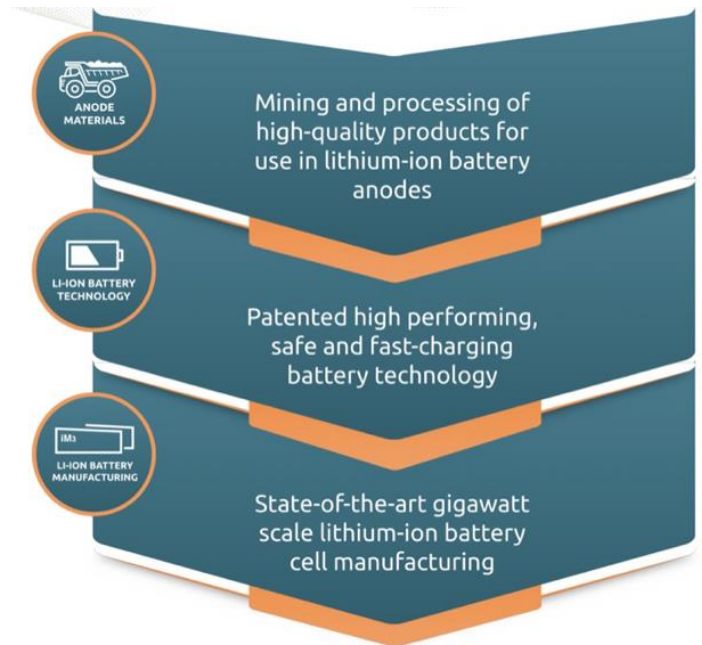 ANODE
MATERIALS
Mining and processing of
high-quality products for
use in lithium-ion battery
anodes
LI-ION BATTERY
TECHNOLOGY
Patented high performing,
safe and fast-charging
battery technology
iM3
LI-ION BATTERY
MANUFACTURING
State-of-the-art gigawatt
scale lithium-ion battery
cell manufacturing